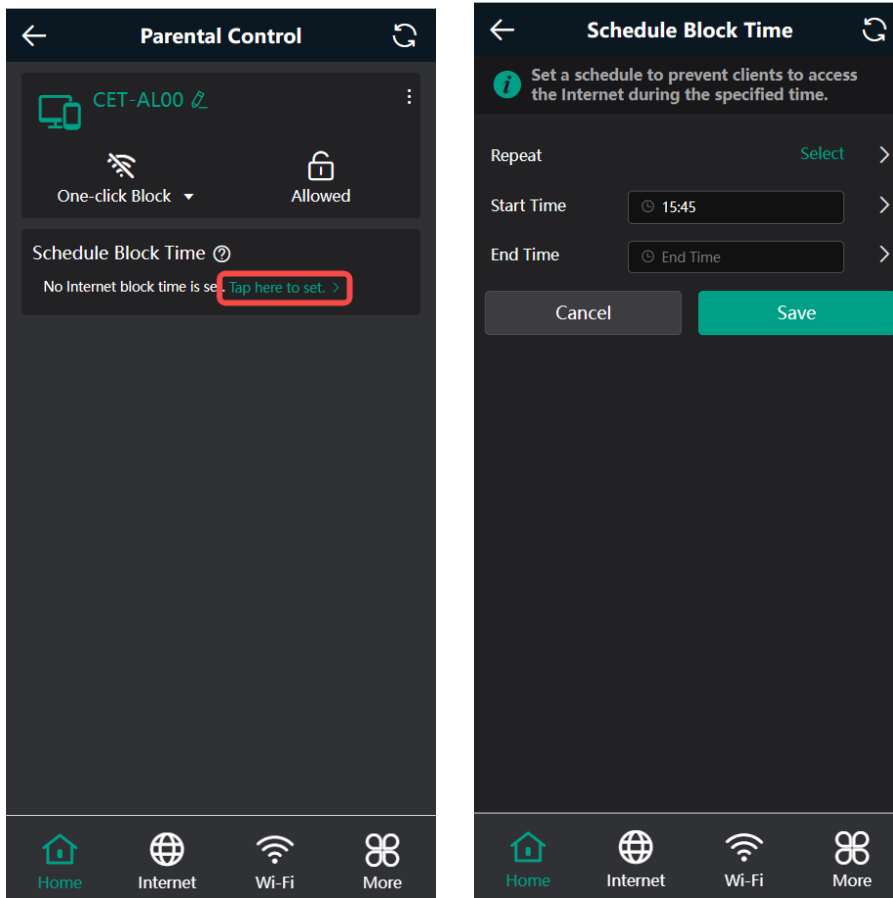 Parental Control
CET-AL00
One-click Block
Allowed
Schedule Block Time
No Internet block time is se. Tap here to set. >
Home
Internet
Wi-Fi
More
Schedule Block Time
Set a schedule to prevent clients to access
the Internet during the specified time.
Repeat
Select
Start Time
15:45
End Time
End Time
Cancel
Save
Home
Internet
Wi-Fi
More